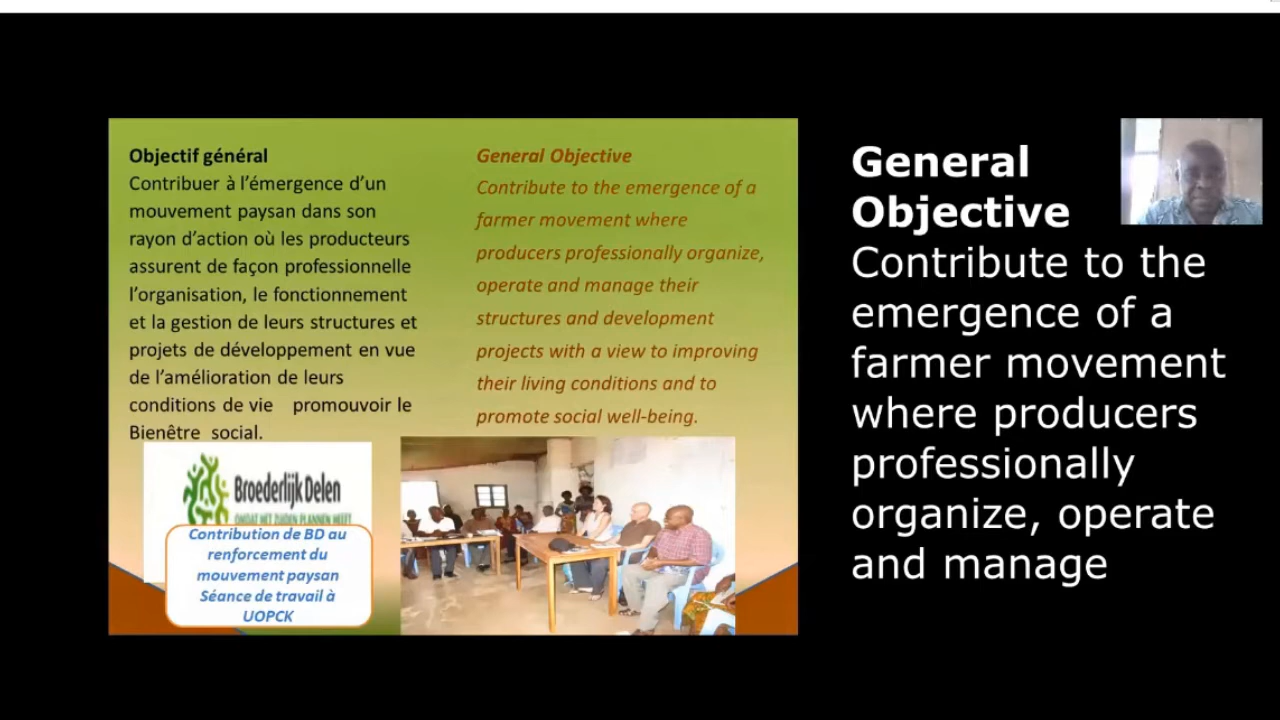 Objectif général
Contribuer à l’émergence d’un
mouvement paysan dans son
rayon d’action où les producteurs
assurent de façon professionnelle
l’organisation, le fonctionnement
et la gestion de leurs structures et
projets de développement en vue
de l’amélioration de leurs
conditions de vie promouvoir le
Bienêtre social.
General Objective
Contribute to the emergence of a
farmer movement where
producers professionally organize,
operate and manage their
structures and development
projects with a view to improving
their living conditions and to
promote social well-being.
Broederlijk Delen
OMDAT HET ZUIDEN PLANNEN HEEFT
Contribution de BD au
renforcement du
mouvement paysan
Séance de travail à
UOPCK
General
Objective
Contribute to the
emergence of a
farmer movement
where producers
professionally
organize, operate
and manage